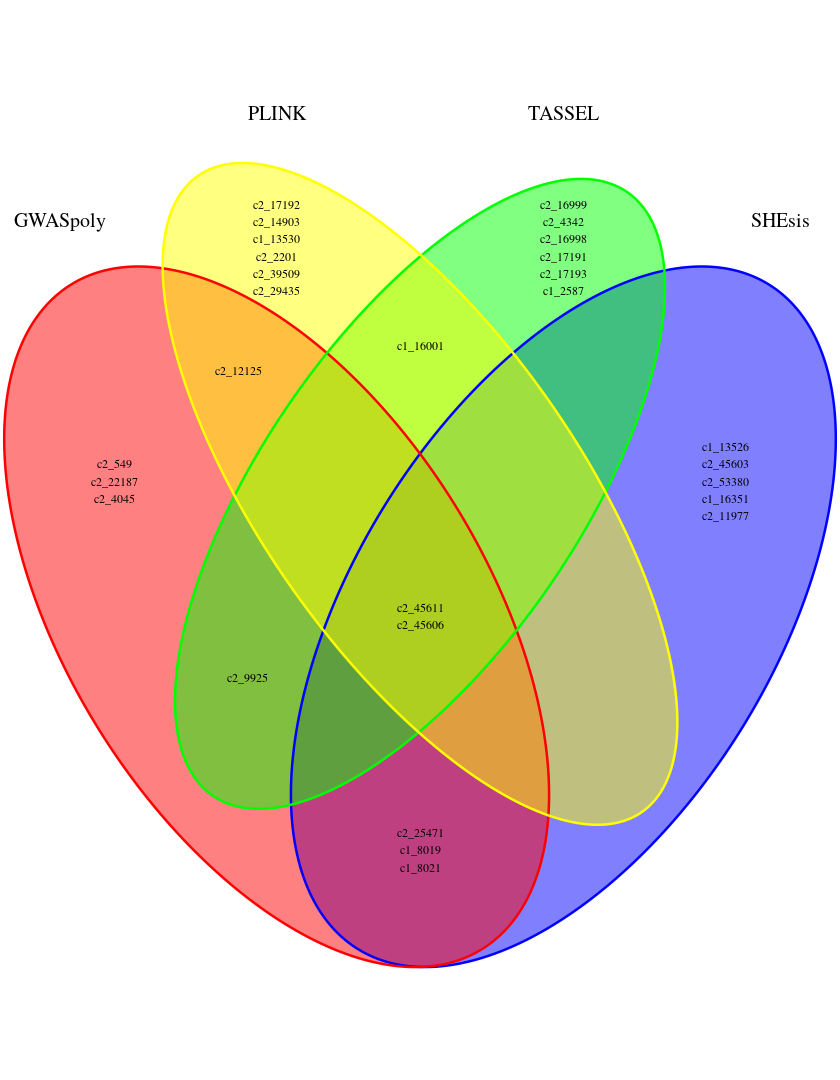 PLINK
TASSEL
GWASpoly
SHEsis
c2_17192
c2_14903
c1_13530
c2_2201
c2_39509
c2_29435
c2_16999
c2_4342
c2_16998
c2_17191
c2_17193
c1_2587
c1_16001
c2_12125
c2_549
c2_22187
c2_4045
c1_13526
c2_45603
c2_53380
c1_16351
c2_11977
c2_45611
c2_45606
c2_9925
c2_25471
c1_8019
c1_8021